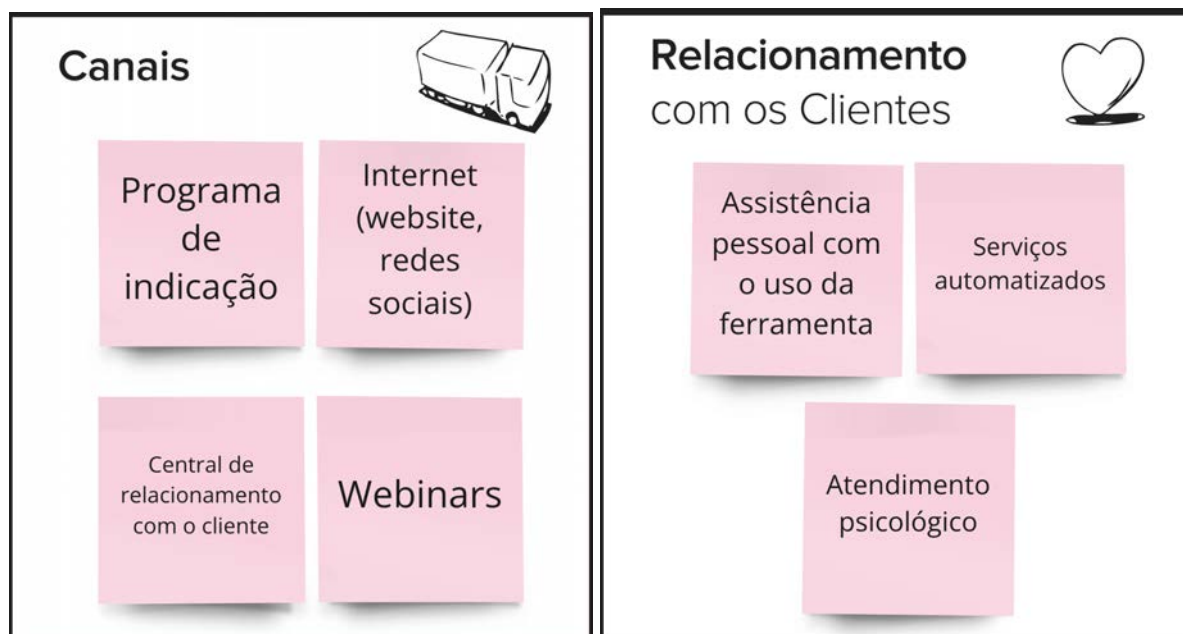 Canais
Programa
de
indicação
Internet
(website,
redes
sociais)
Central de
relacionamento
com o cliente
Webinars
Relacionamento
com os Clientes
Assistência
pessoal com
o uso da
ferramenta
Serviços
automatizados
Atendimento
psicológico